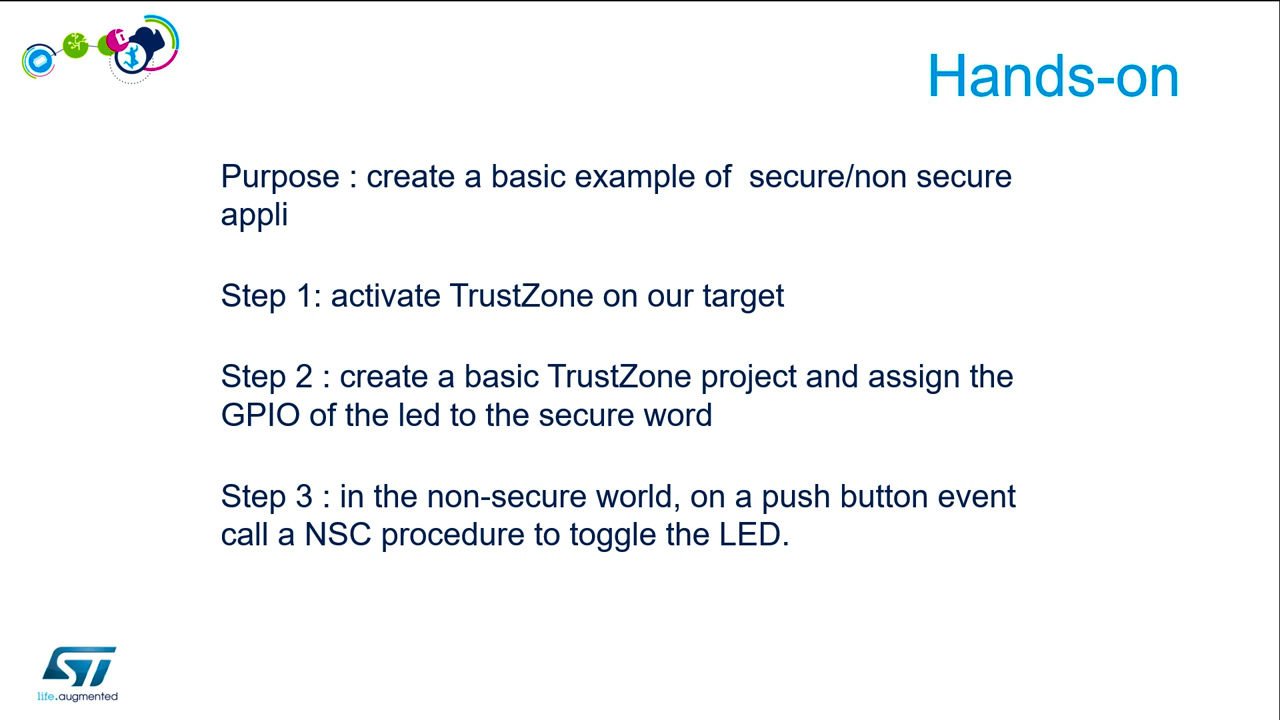 Hands-on
Purpose : create a basic example of  secure/non secure
appli
Step 1: activate TrustZone on our target
Step 2 : create a basic TrustZone project and assign the
GPIO of the led to the secure word
Step 3 : in the non-secure world, on a push button event
call a NSC procedure to toggle the LED.
ST
life.augmented